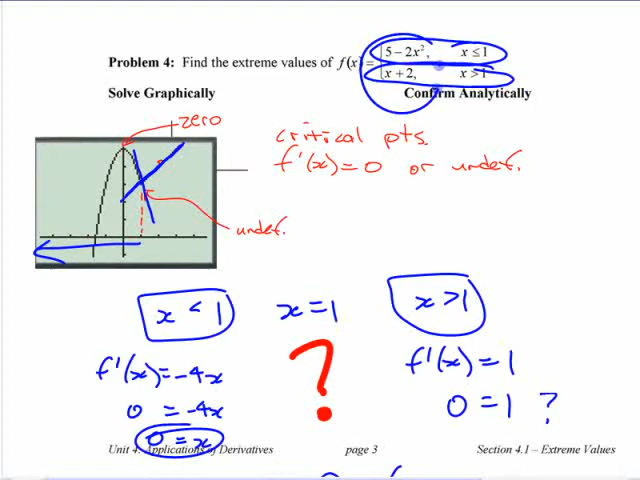 Problem 4: Find the extreme values of f(x) = { 5 − 2x², x ≤ 1
x + 2, x > 1
Solve Graphically Confirm Analytically
zero
critical pts.
f'(x) = 0 or undef.
undef.
x < 1 x = 1 x > 1
f'(x) = -4x ? f'(x) = 1
0 = -4x 0 = 1 ?
0 = x
Unit 4: Applications of Derivatives page 3 Section 4.1 – Extreme Values